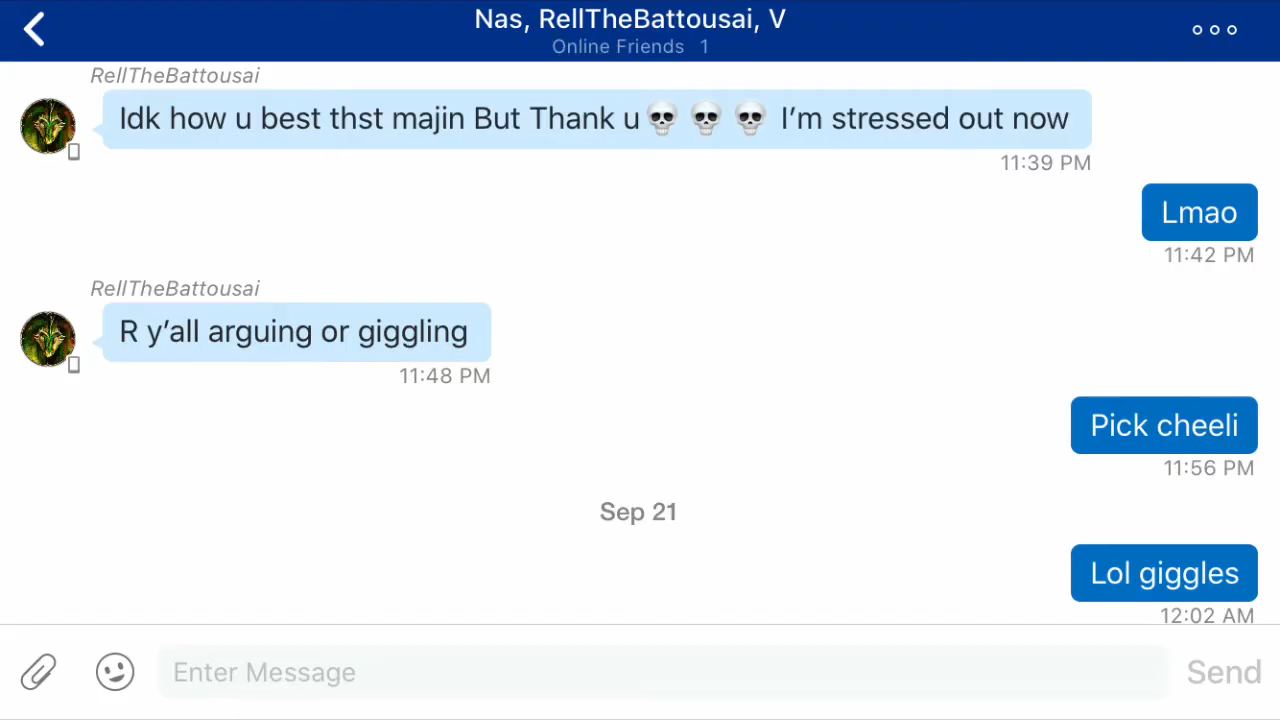 Nas, RellTheBattousai, V
Online Friends 1
RellTheBattousai
Idk how u best thst majin But Thank u💀 💀 💀 I’m stressed out now
11:39 PM
Lmao
11:42 PM
RellTheBattousai
R y’all arguing or giggling
11:48 PM
Pick cheeli
11:56 PM
Sep 21
Lol giggles
12:02 AM
Enter Message
Send